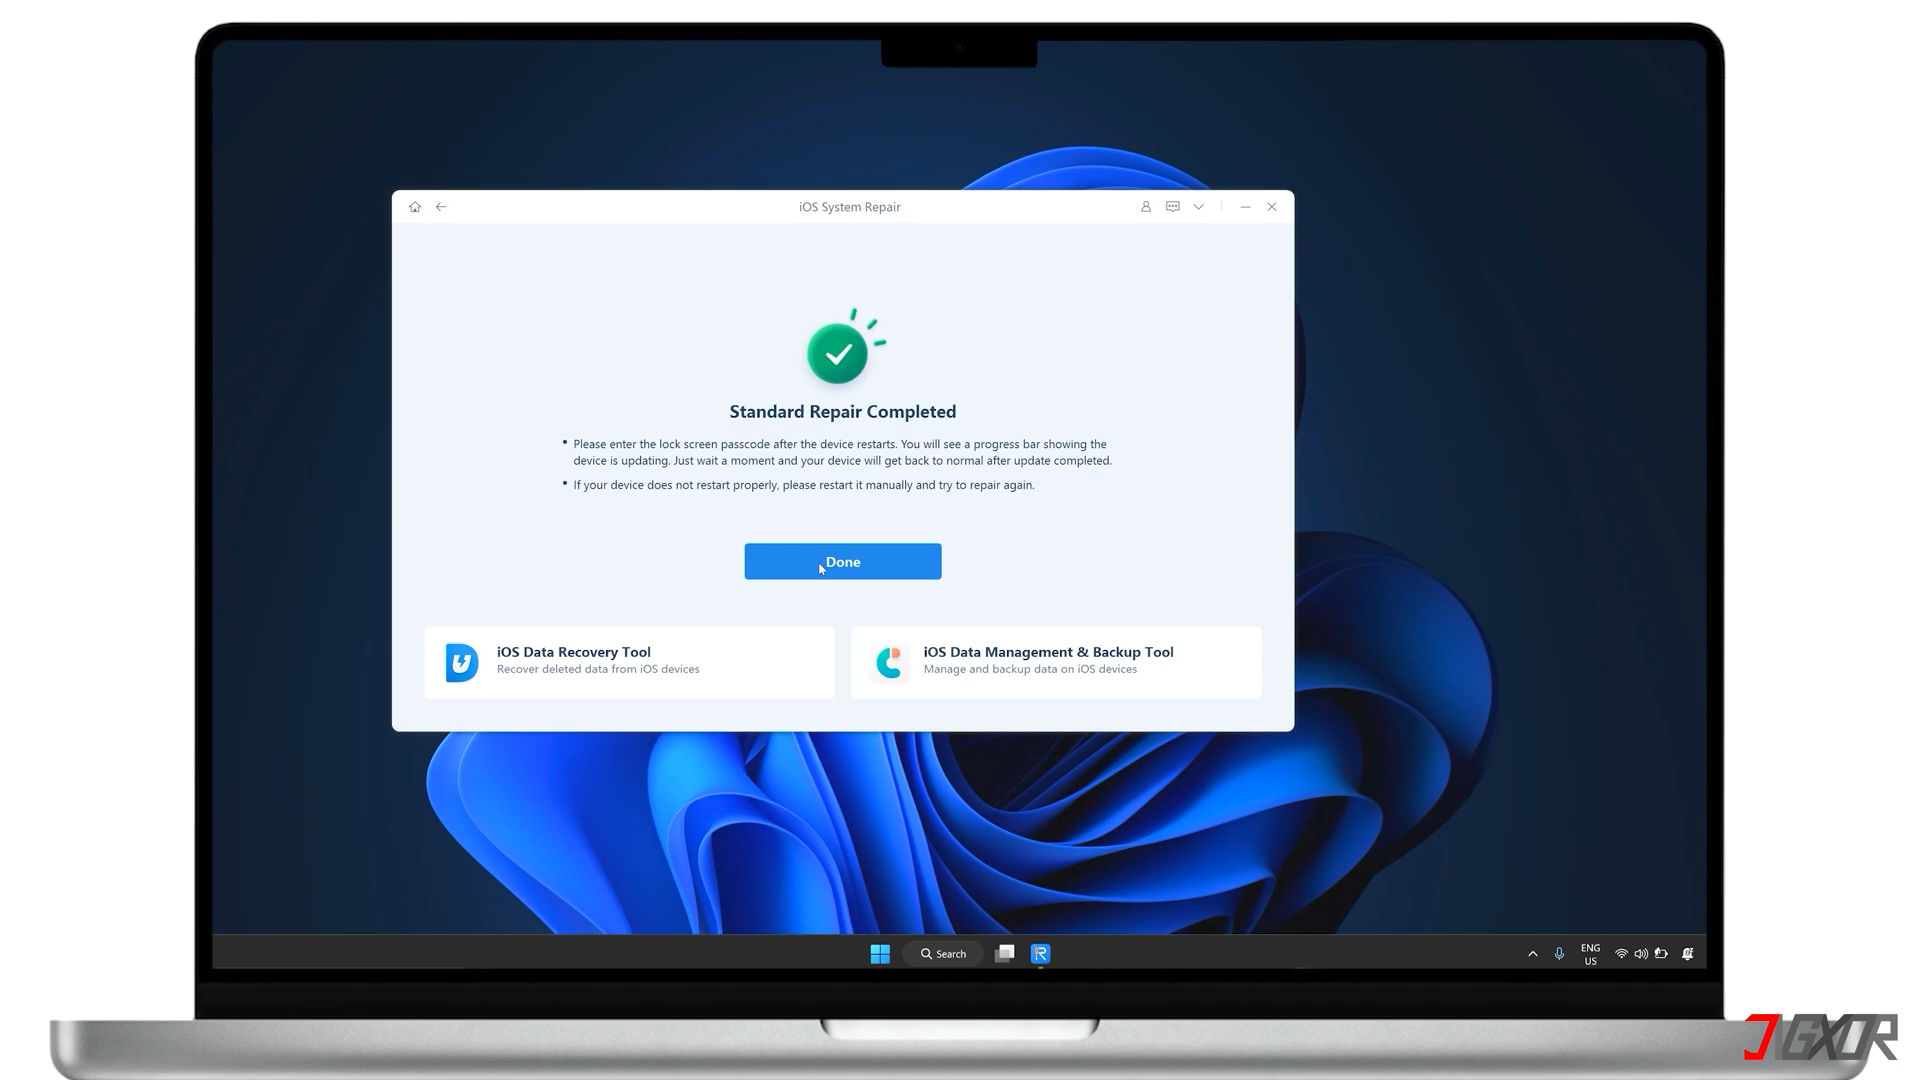 iOS System Repair
Standard Repair Completed
• Please enter the lock screen passcode after the device restarts. You will see a progress bar showing the
device is updating. Just wait a moment and your device will get back to normal after update completed.
• If your device does not restart properly, please restart it manually and try to repair again.
Done
iOS Data Recovery Tool
Recover deleted data from iOS devices
iOS Data Management & Backup Tool
Manage and backup data on iOS devices
Search
ENG
US
JIGXOR